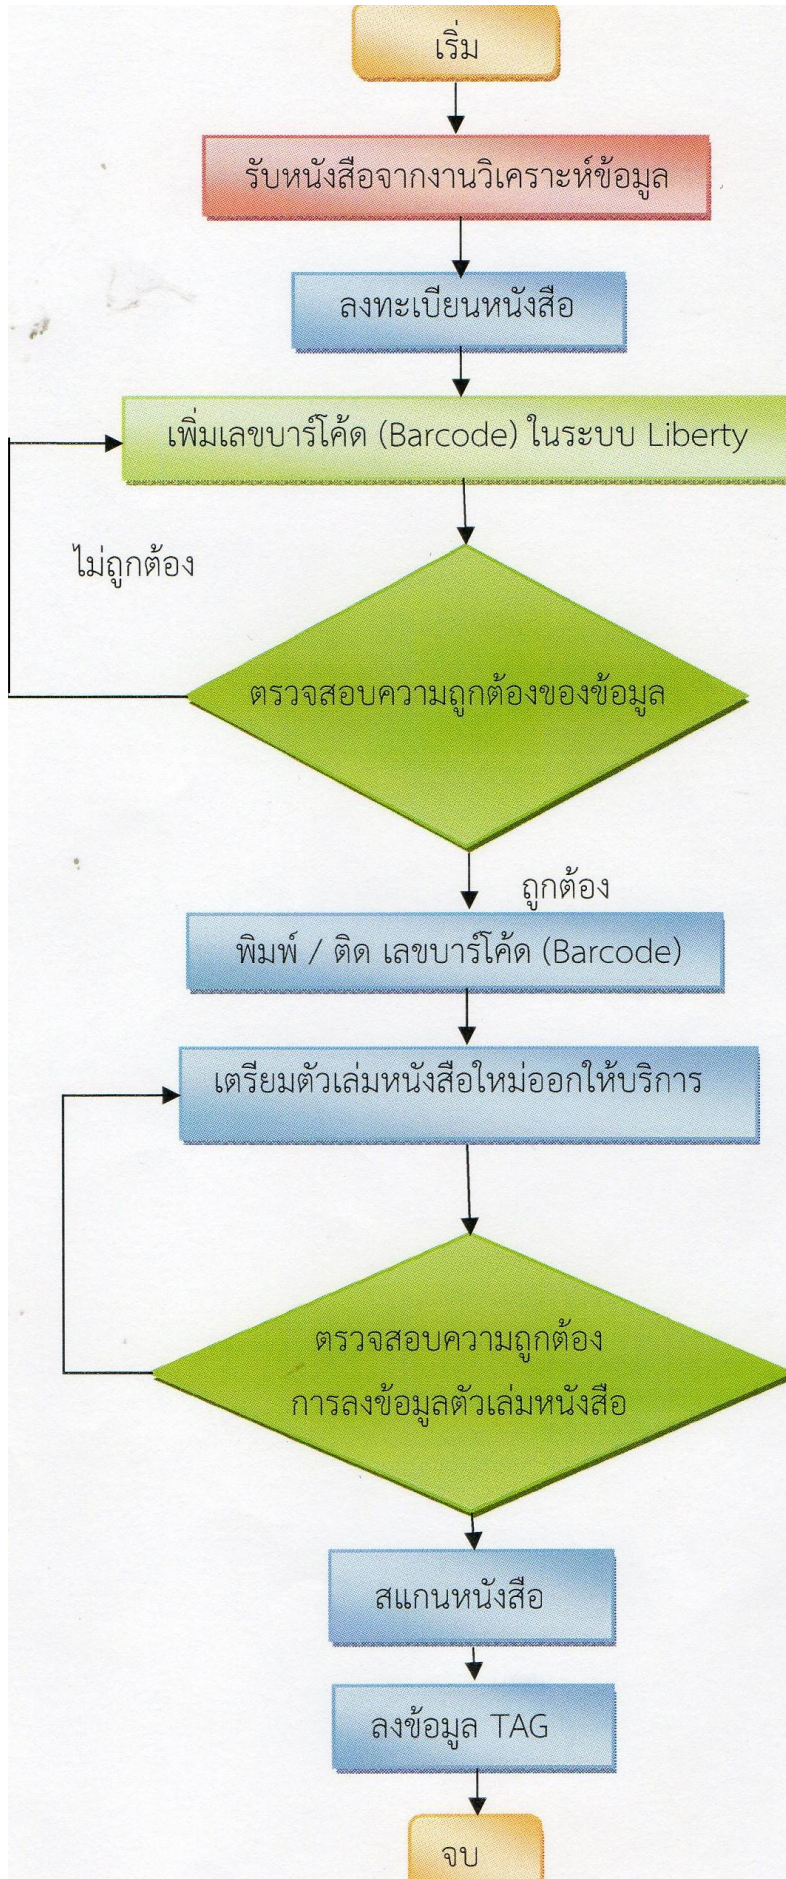 เริ่ม
รับหนังสือจากงานวิเคราะห์ข้อมูล
ลงทะเบียนหนังสือ
เพิ่มเลขบาร์โค้ด (Barcode) ในระบบ Liberty
ไม่ถูกต้อง
ตรวจสอบความถูกต้องของข้อมูล
ถูกต้อง
พิมพ์ / ติด เลขบาร์โค้ด (Barcode)
เตรียมตัวเล่มหนังสือใหม่ออกให้บริการ
ตรวจสอบความถูกต้อง
การลงข้อมูลตัวเล่มหนังสือ
สแกนหนังสือ
ลงข้อมูล TAG
จบ